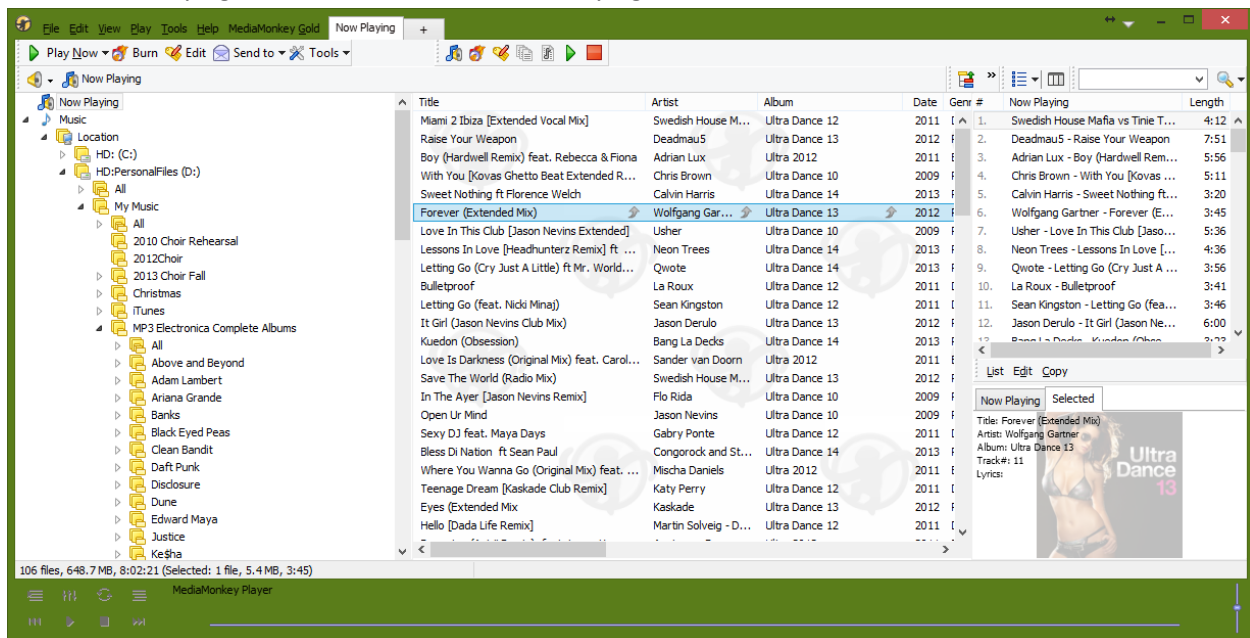 File Edit View Play Tools Help MediaMonkey Gold Now Playing +
Play Now Burn Edit Send to Tools
Now Playing
Now Playing
Music
Location
HD: (C:)
HD:PersonalFiles (D:)
All
My Music
All
2010 Choir Rehearsal
2012Choir
2013 Choir Fall
Christmas
iTunes
MP3 Electronica Complete Albums
All
Above and Beyond
Adam Lambert
Ariana Grande
Banks
Black Eyed Peas
Clean Bandit
Daft Punk
Disclosure
Dune
Edward Maya
Justice
Ke$ha
Title Artist Album Date Genr
Miami 2 Ibiza [Extended Vocal Mix] Swedish House M... Ultra Dance 12 2011
Raise Your Weapon Deadmau5 Ultra Dance 13 2012
Boy (Hardwell Remix) feat. Rebecca & Fiona Adrian Lux Ultra 2012 2011
With You [Kovas Ghetto Beat Extended R... Chris Brown Ultra Dance 10 2009
Sweet Nothing ft Florence Welch Calvin Harris Ultra Dance 14 2013
Forever (Extended Mix) Wolfgang Gar... Ultra Dance 13 2012
Love In This Club [Jason Nevins Extended] Usher Ultra Dance 10 2009
Lessons In Love [Headhunterz Remix] ft ... Neon Trees Ultra Dance 14 2013
Letting Go (Cry Just A Little) ft Mr. World... Qwote Ultra Dance 14 2013
Bulletproof La Roux Ultra Dance 12 2011
Letting Go (feat. Nicki Minaj) Sean Kingston Ultra Dance 12 2011
It Girl (Jason Nevins Club Mix) Jason Derulo Ultra Dance 13 2012
Kuedon (Obsession) Bang La Decks Ultra Dance 14 2013
Love Is Darkness (Original Mix) feat. Carol... Sander van Doorn Ultra 2012 2011
Save The World (Radio Mix) Swedish House M... Ultra Dance 13 2012
In The Ayer [Jason Nevins Remix] Flo Rida Ultra Dance 10 2009
Open Ur Mind Jason Nevins Ultra Dance 10 2009
Sexy DJ feat. Maya Days Gabry Ponte Ultra Dance 12 2011
Bless Di Nation ft Sean Paul Congorock and St... Ultra Dance 14 2013
Where You Wanna Go (Original Mix) feat. ... Mischa Daniels Ultra 2012 2011
Teenage Dream [Kaskade Club Remix] Katy Perry Ultra Dance 12 2011
Eyes (Extended Mix Kaskade Ultra Dance 13 2012
Hello [Dada Life Remix] Martin Solveig - D... Ultra Dance 12 2011
# Now Playing Length
1. Swedish House Mafia vs Tinie T... 4:12
2. Deadmau5 - Raise Your Weapon 7:51
3. Adrian Lux - Boy (Hardwell Rem... 5:56
4. Chris Brown - With You [Kovas ... 5:11
5. Calvin Harris - Sweet Nothing ft... 3:20
6. Wolfgang Gartner - Forever (E... 3:45
7. Usher - Love In This Club [Jaso... 5:36
8. Neon Trees - Lessons In Love [... 4:36
9. Qwote - Letting Go (Cry Just A ... 3:56
10. La Roux - Bulletproof 3:41
11. Sean Kingston - Letting Go (fea... 3:46
12. Jason Derulo - It Girl (Jason Ne... 6:00
List Edit Copy
Now Playing Selected
Title: Forever (Extended Mix)
Artist: Wolfgang Gartner
Album: Ultra Dance 13
Track#: 11
Lyrics:
Ultra
Dance
13
106 files, 648.7 MB, 8:02:21 (Selected: 1 file, 5.4 MB, 3:45)
MediaMonkey Player